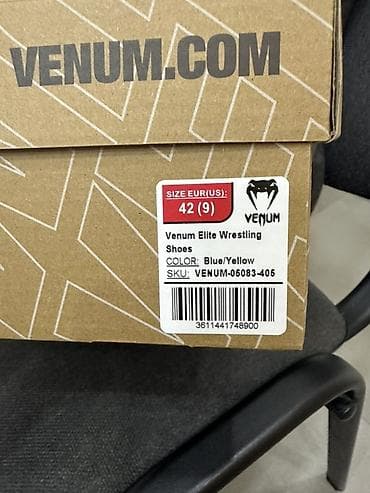 VENUM.COM
SIZE EUR(US):
42 (9)
VENUM
Venum Elite Wrestling
Shoes
COLOR: Blue/Yellow
SKU: VENUM-05083-405
3611441748900